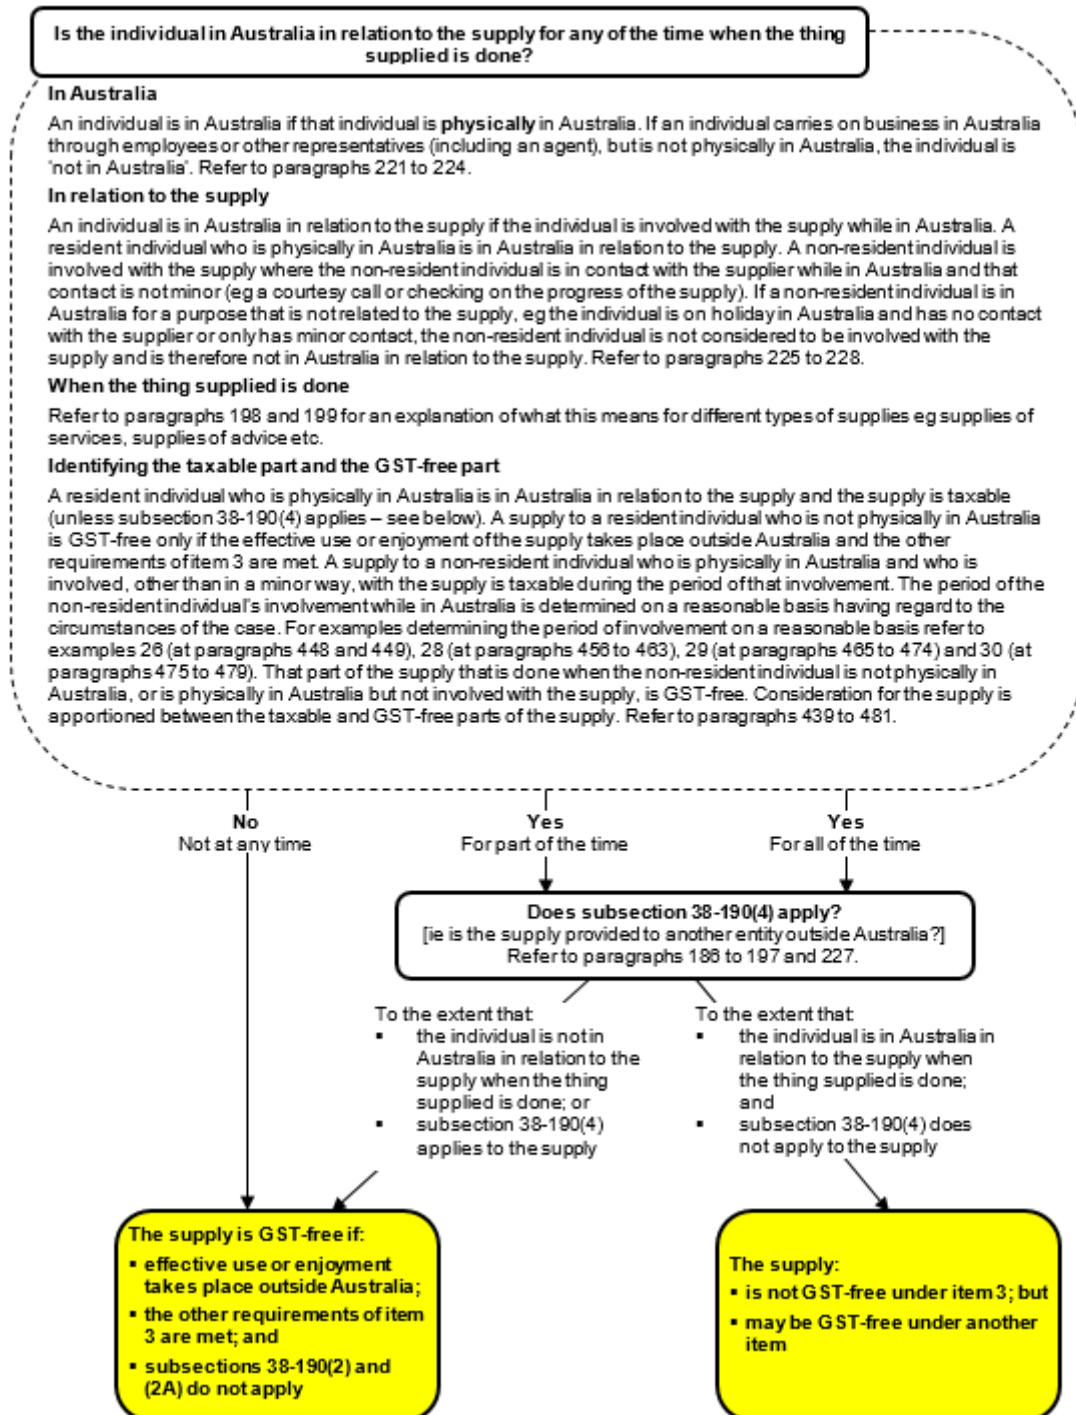 Is the individual in Australia in relation to the supply for any of the time when the thing
supplied is done?
In Australia
An individual is in Australia if that individual is physically in Australia. If an individual carries on business in Australia
through employees or other representatives (including an agent), but is not physically in Australia, the individual is
'not in Australia'. Refer to paragraphs 221 to 224.
In relation to the supply
An individual is in Australia in relation to the supply if the individual is involved with the supply while in Australia. A
resident individual who is physically in Australia is in Australia in relation to the supply. A non-resident individual is
involved with the supply where the non-resident individual is in contact with the supplier while in Australia and that
contact is not minor (eg a courtesy call or checking on the progress of the supply). If a non-resident individual is in
Australia for a purpose that is not related to the supply, eg the individual is on holiday in Australia and has no contact
with the supplier or only has minor contact, the non-resident individual is not considered to be involved with the
supply and is therefore not in Australia in relation to the supply. Refer to paragraphs 225 to 228.
When the thing supplied is done
Refer to paragraphs 198 and 199 for an explanation of what this means for different types of supplies eg supplies of
services, supplies of advice etc.
Identifying the taxable part and the GST-free part
A resident individual who is physically in Australia is in Australia in relation to the supply and the supply is taxable
(unless subsection 38-190(4) applies – see below). A supply to a resident individual who is not physically in Australia
is GST-free only if the effective use or enjoyment of the supply takes place outside Australia and the other
requirements of item 3 are met. A supply to a non-resident individual who is physically in Australia and who is
involved, other than in a minor way, with the supply is taxable during the period of that involvement. The period of the
non-resident individual's involvement while in Australia is determined on a reasonable basis having regard to the
circumstances of the case. For examples determining the period of involvement on a reasonable basis refer to
examples 26 (at paragraphs 448 and 449), 28 (at paragraphs 456 to 463), 29 (at paragraphs 465 to 474) and 30 (at
paragraphs 475 to 479). That part of the supply that is done when the non-resident individual is not physically in
Australia, or is physically in Australia but not involved with the supply, is GST-free. Consideration for the supply is
apportioned between the taxable and GST-free parts of the supply. Refer to paragraphs 439 to 481.
No
Not at any time
Yes
For part of the time
Yes
For all of the time
Does subsection 38-190(4) apply?
[ie is the supply provided to another entity outside Australia?]
Refer to paragraphs 186 to 197 and 227.
To the extent that:
▪ the individual is not in
Australia in relation to the
supply when the thing
supplied is done; or
▪ subsection 38-190(4)
applies to the supply
To the extent that:
▪ the individual is in Australia in
relation to the supply when
the thing supplied is done;
and
▪ subsection 38-190(4) does
not apply to the supply
The supply is GST-free if:
▪ effective use or enjoyment
takes place outside Australia;
▪ the other requirements of item
3 are met; and
▪ subsections 38-190(2) and
(2A) do not apply
The supply:
▪ is not GST-free under item 3; but
▪ may be GST-free under another
item